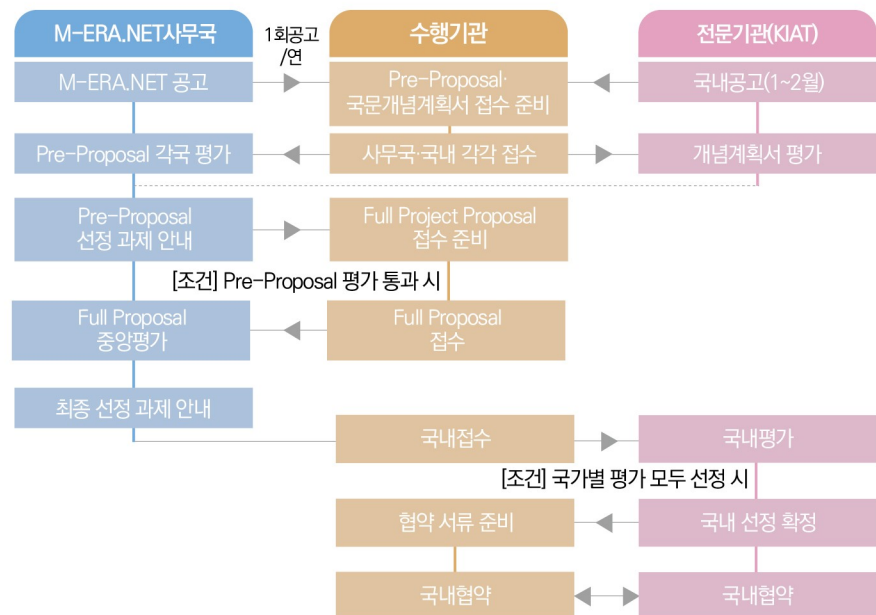 M-ERA.NET사무국
1회공고
/연
수행기관
전문기관(KIAT)
M-ERA.NET 공고
Pre-Proposal·
국문개념계획서 접수 준비
국내공고(1~2월)
Pre-Proposal 각국 평가
사무국·국내 각각 접수
개념계획서 평가
Pre-Proposal
선정 과제 안내
Full Project Proposal
접수 준비
[조건] Pre-Proposal 평가 통과 시
Full Proposal
중앙평가
Full Proposal
접수
최종 선정 과제 안내
국내접수
국내평가
[조건] 국가별 평가 모두 선정 시
협약 서류 준비
국내 선정 확정
국내협약
국내협약